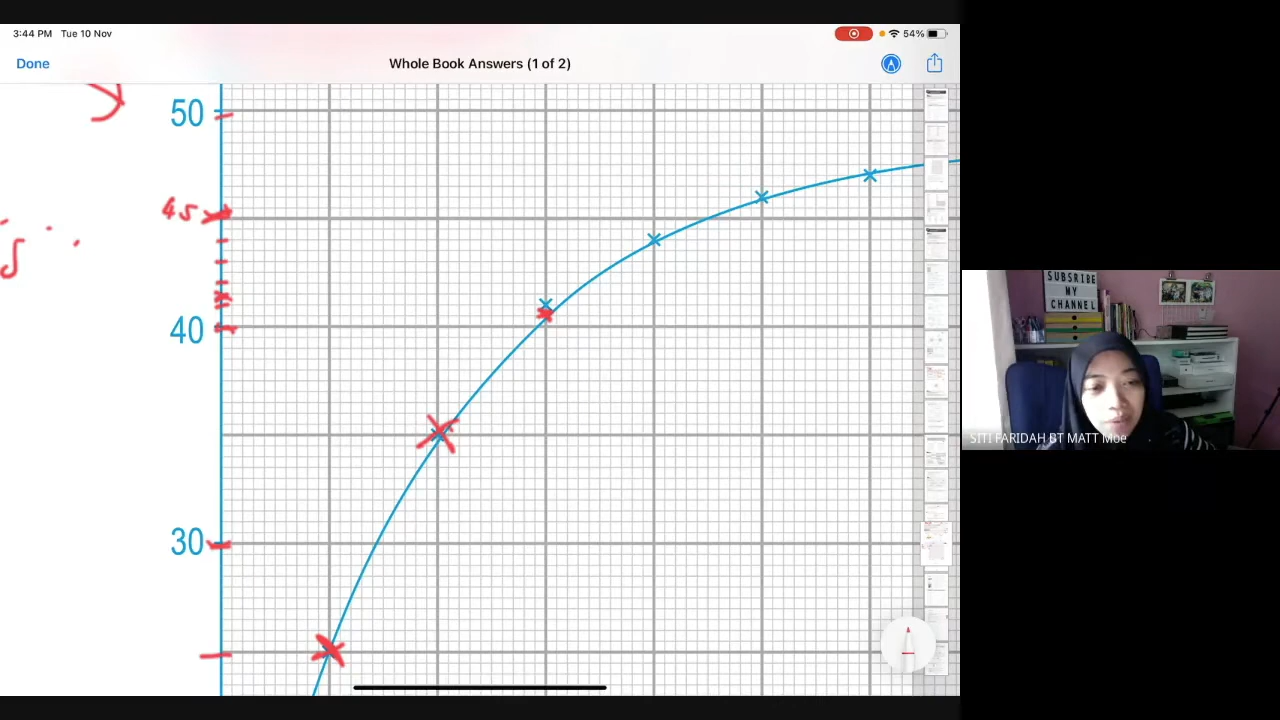 3:44 PM Tue 10 Nov
54%
Done
Whole Book Answers (1 of 2)
50
45
40
30
SUBSRIBE
MY
CHANNEL
SITI FARIDAH BT MATT Moe